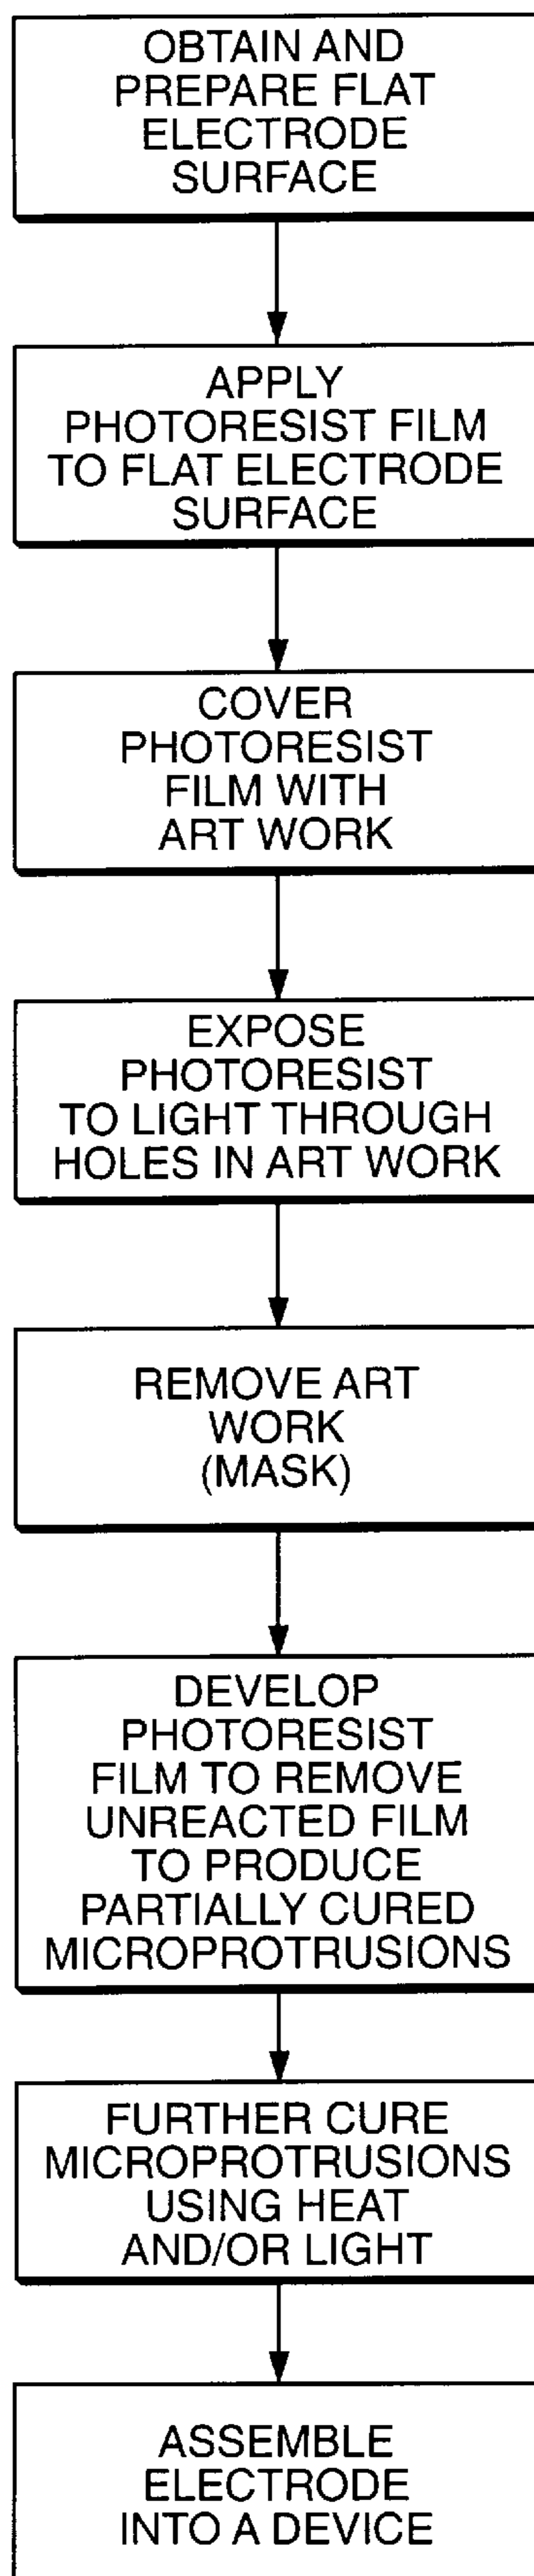 OBTAIN AND
PREPARE FLAT
ELECTRODE
SURFACE
APPLY
PHOTORESIST FILM
TO FLAT ELECTRODE
SURFACE
COVER
PHOTORESIST
FILM WITH
ART WORK
EXPOSE
PHOTORESIST
TO LIGHT THROUGH
HOLES IN ART WORK
REMOVE ART
WORK
(MASK)
DEVELOP
PHOTORESIST
FILM TO REMOVE
UNREACTED FILM
TO PRODUCE
PARTIALLY CURED
MICROPROTRUSIONS
FURTHER CURE
MICROPROTRUSIONS
USING HEAT
AND/OR LIGHT
ASSEMBLE
ELECTRODE
INTO A DEVICE